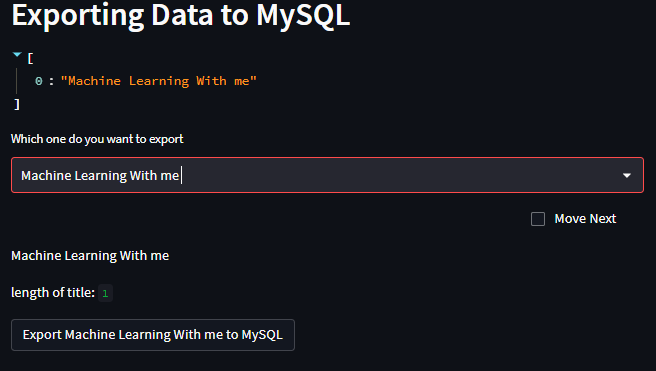 Exporting Data to MySQL
[
0 : "Machine Learning With me"
]
Which one do you want to export
Machine Learning With me
Move Next
Machine Learning With me
length of title: 1
Export Machine Learning With me to MySQL